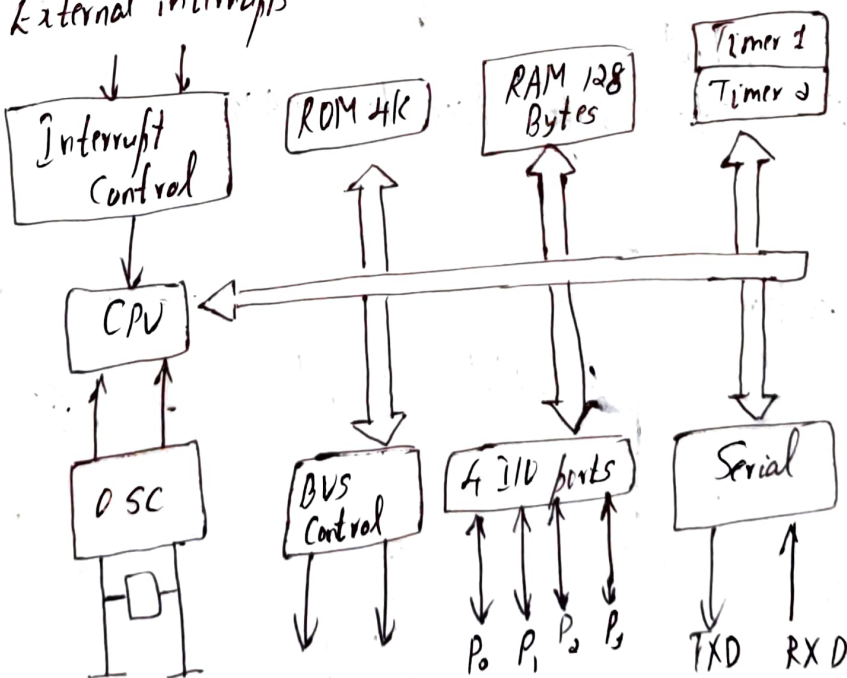 External interrupts
Interrupt
Control
ROM 4K
RAM 128
Bytes
Timer 1
Timer 2
CPU
OSC
BUS
Control
4 I/O ports
Serial
P0 P1 P2 P3
TXD RXD